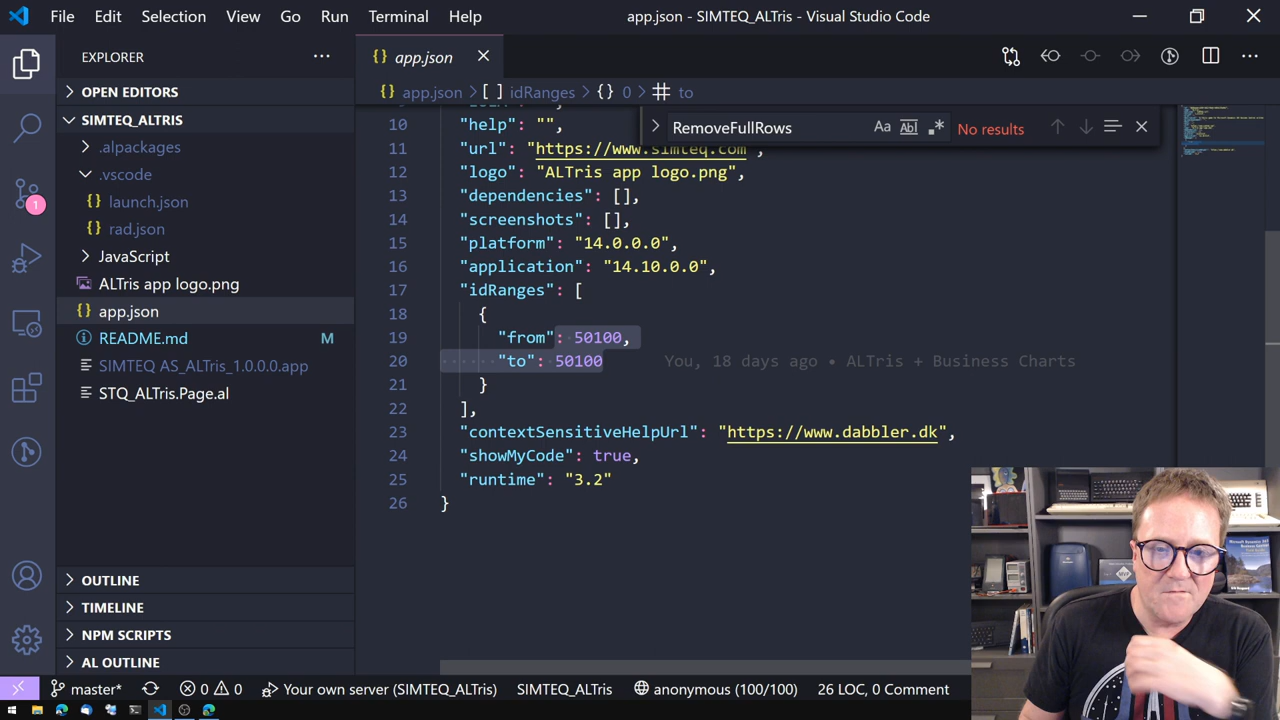 File Edit Selection View Go Run Terminal Help app.json - SIMTEQ_ALTris - Visual Studio Code
EXPLORER
OPEN EDITORS
SIMTEQ_ALTRIS
.alpackages
.vscode
launch.json
rad.json
JavaScript
ALTris app logo.png
app.json
README.md M
SIMTEQ AS_ALTris_1.0.0.0.app
STQ_ALTris.Page.al
OUTLINE
TIMELINE
NPM SCRIPTS
AL OUTLINE
1
{} app.json
{} app.json > [ ] idRanges > {} 0 > to
RemoveFullRows Aa Abl No results
10 "help": "",
11 "url": "https://www.simteq.com",
12 "logo": "ALTris app logo.png",
13 "dependencies": [],
14 "screenshots": [],
15 "platform": "14.0.0.0",
16 "application": "14.10.0.0",
17 "idRanges": [
18 {
19 "from": 50100,
20 "to": 50100 You, 18 days ago • ALTris + Business Charts
21 }
22 ],
23 "contextSensitiveHelpUrl": "https://www.dabbler.dk",
24 "showMyCode": true,
25 "runtime": "3.2"
26 }
master* 0 0 Your own server (SIMTEQ_ALTris) SIMTEQ_ALTris anonymous (100/100) 26 LOC, 0 Comment